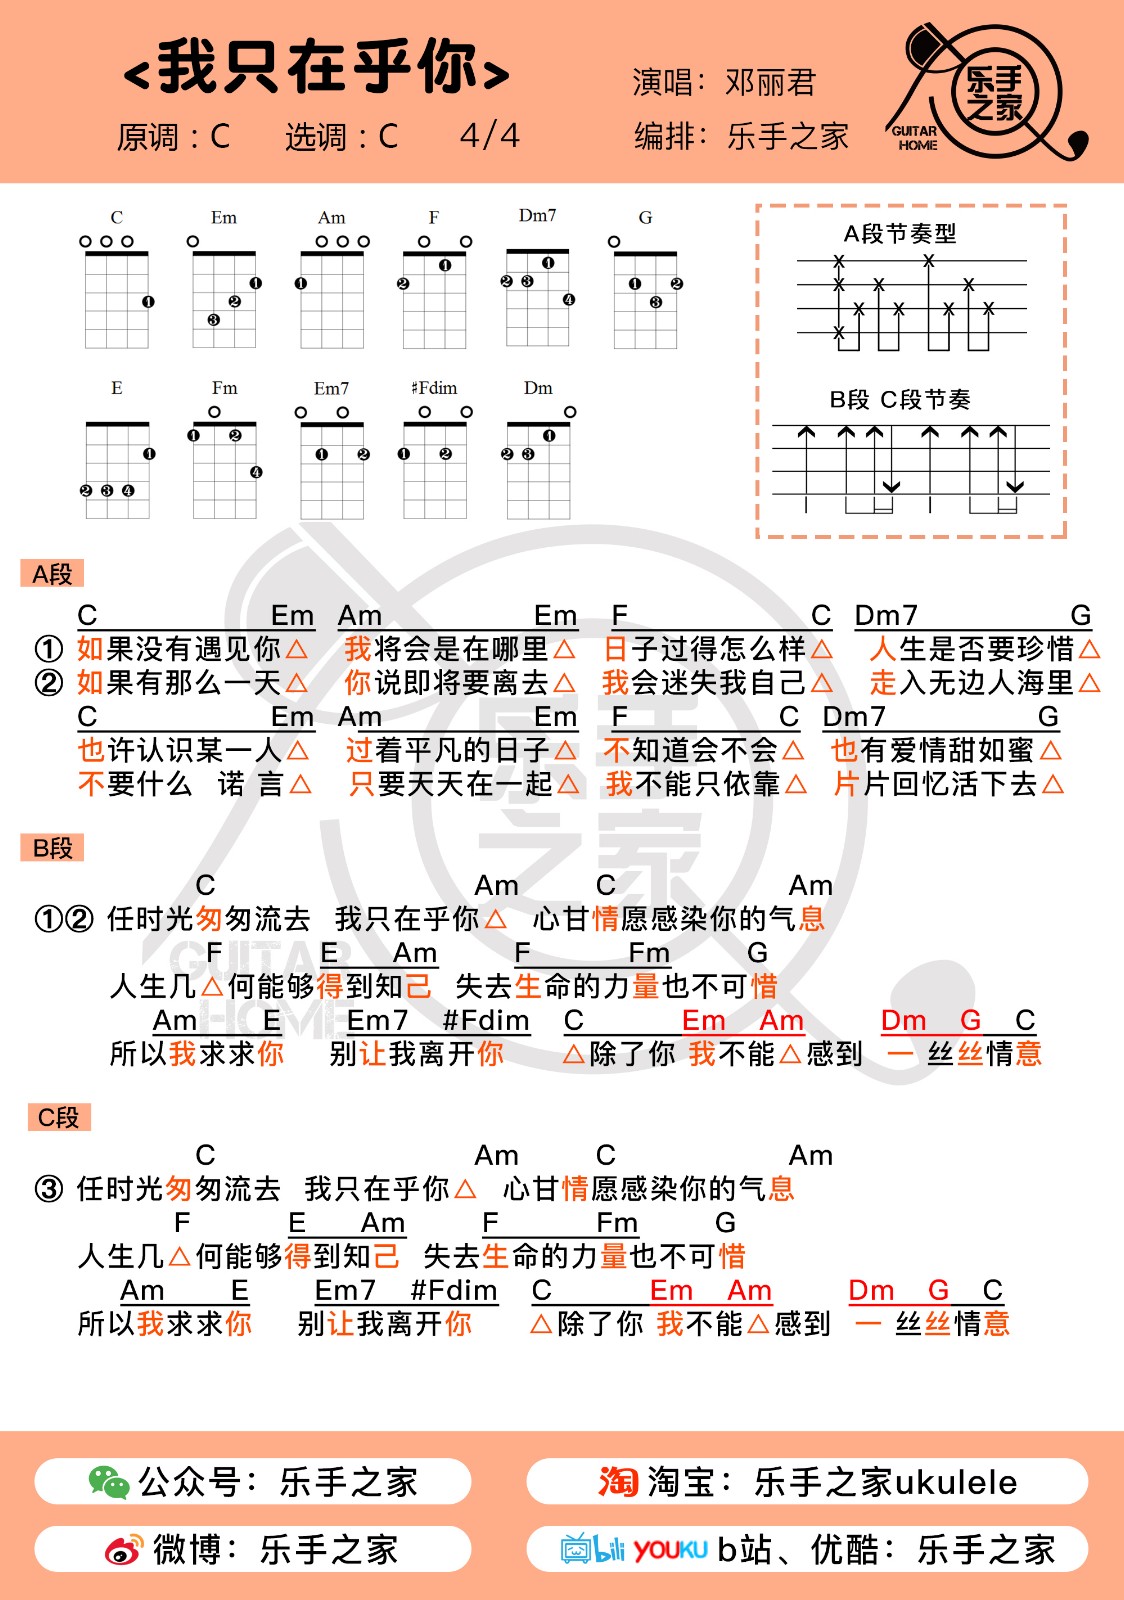 <我只在乎你>
演唱：邓丽君
原调：C 选调：C 4/4
编排：乐手之家
乐手之家
GUITAR HOME
C Em Am F Dm7 G
E Fm Em7 #Fdim Dm
A段节奏型
B段 C段节奏
A段
C Em Am Em F C Dm7 G
① 如果没有遇见你△ 我将会是在哪里△ 日子过得怎么样△ 人生是否要珍惜△
② 如果有那么一天△ 你说即将要离去△ 我会迷失我自己△ 走入无边人海里△
C Em Am Em F C Dm7 G
也许认识某一人△ 过着平凡的日子△ 不知道会不会△ 也有爱情甜如蜜△
不要什么 诺 言△ 只要天天在一起△ 我不能只依靠△ 片片回忆活下去△
B段
C Am C Am
①② 任时光匆匆流去 我只在乎你△ 心甘情愿感染你的气息
F E Am F Fm G
人生几△何能够得到知己 失去生命的力量也不可惜
Am E Em7 #Fdim C Em Am Dm G C
所以我求求你 别让我离开你 △除了你 我不能△感到 一 丝丝情意
C段
C Am C Am
③ 任时光匆匆流去 我只在乎你△ 心甘情愿感染你的气息
F E Am F Fm G
人生几△何能够得到知己 失去生命的力量也不可惜
Am E Em7 #Fdim C Em Am Dm G C
所以我求求你 别让我离开你 △除了你 我不能△感到 一 丝丝情意
公众号：乐手之家
淘 淘宝：乐手之家ukulele
微博：乐手之家
bili YOUKU b站、优酷：乐手之家